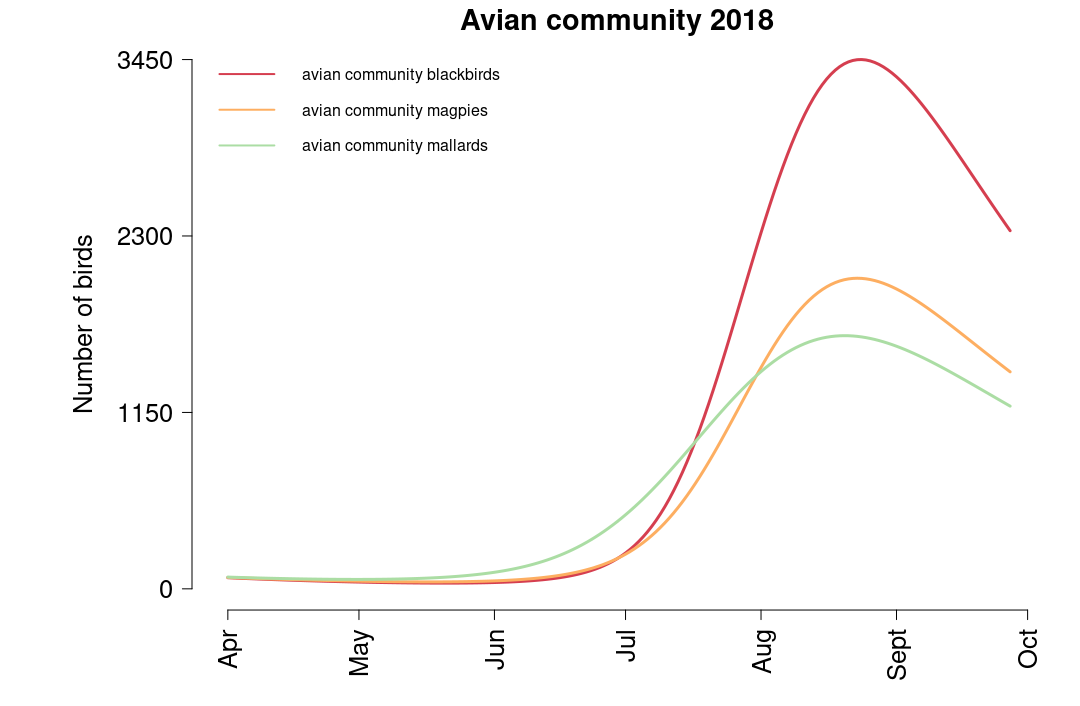 Avian community 2018
avian community blackbirds
avian community magpies
avian community mallards
Number of birds
3450
2300
1150
0
Apr
May
Jun
Jul
Aug
Sept
Oct